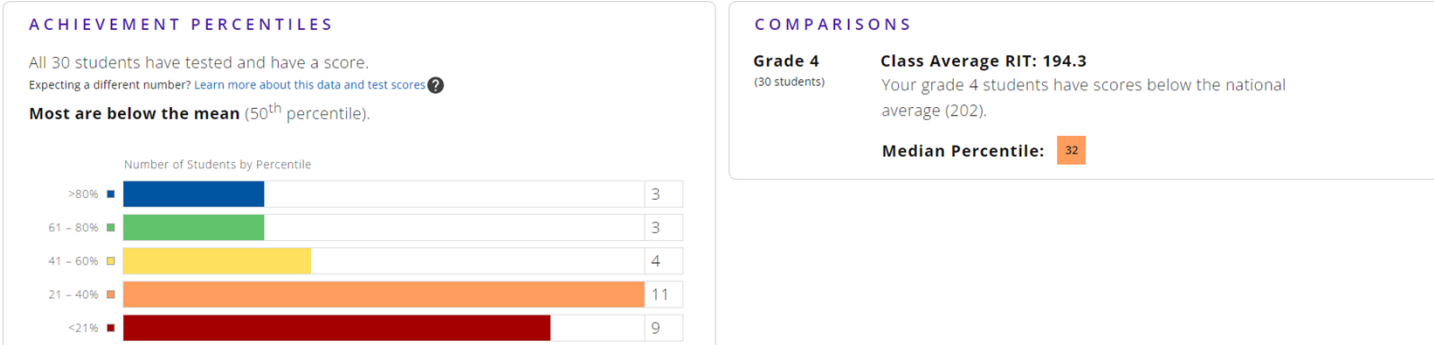 ACHIEVEMENT PERCENTILES
All 30 students have tested and have a score.
Expecting a different number? Learn more about this data and test scores ?
Most are below the mean (50th percentile).
Number of Students by Percentile
>80% 3
61 – 80% 3
41 – 60% 4
21 – 40% 11
<21% 9
COMPARISONS
Grade 4
(30 students)
Class Average RIT: 194.3
Your grade 4 students have scores below the national
average (202).
Median Percentile: 32